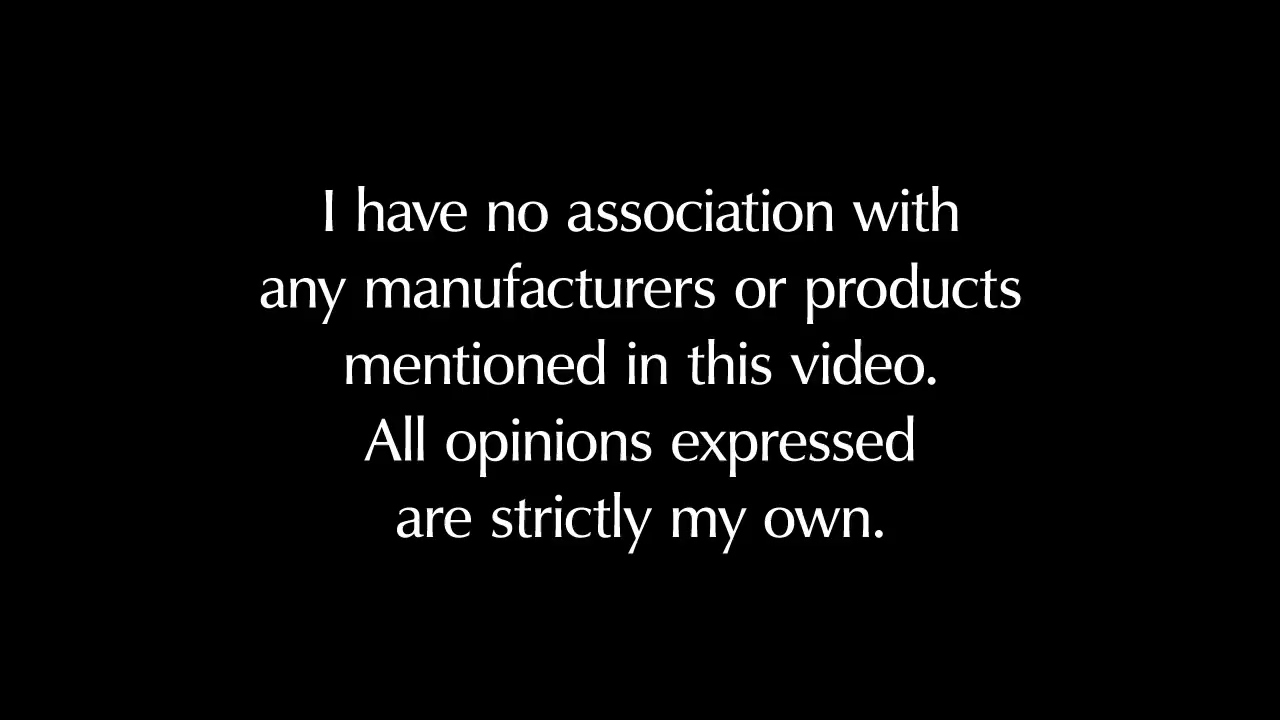 I have no association with
any manufacturers or products
mentioned in this video.
All opinions expressed
are strictly my own.